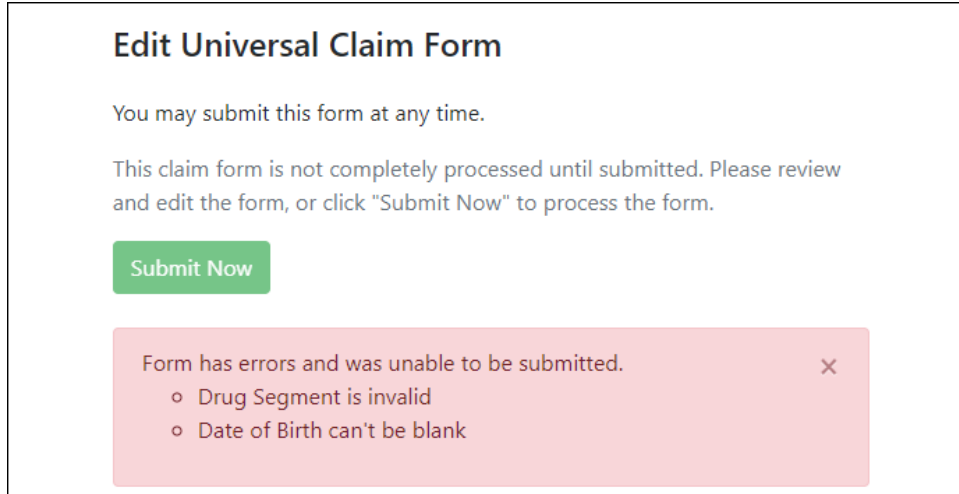 Edit Universal Claim Form
You may submit this form at any time.
This claim form is not completely processed until submitted. Please review
and edit the form, or click "Submit Now" to process the form.
Submit Now
Form has errors and was unable to be submitted.
Drug Segment is invalid
Date of Birth can't be blank